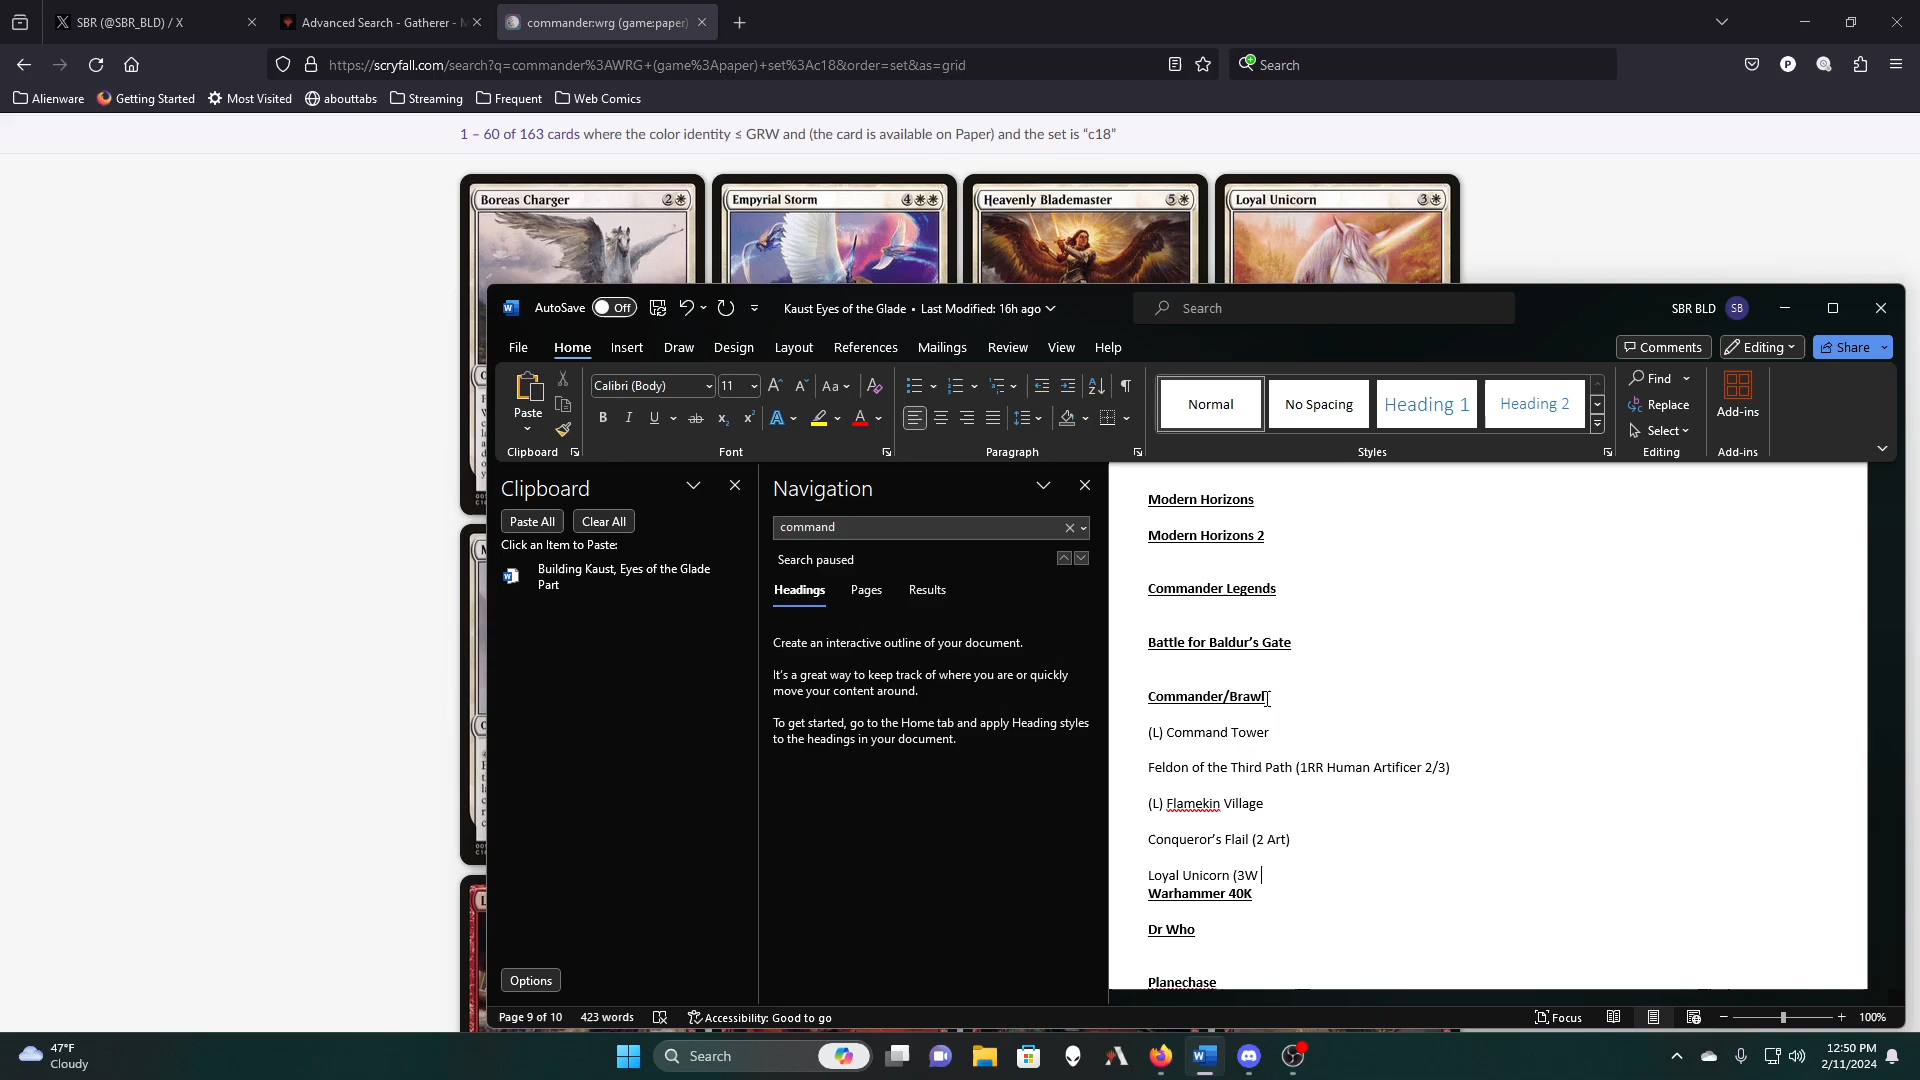 SBR (@SBR_BLD) / X
Advanced Search - Gatherer - M
commander:wrg (game:paper)
https://scryfall.com/search?q=commander%3AWRG+(game%3Apaper)+set%3Ac18&order=set&as=grid
Search
Alienware
Getting Started
Most Visited
abouttabs
Streaming
Frequent
Web Comics
1 – 60 of 163 cards where the color identity ≤ GRW and (the card is available on Paper) and the set is “c18”
Boreas Charger 2
Empyrial Storm 4
Heavenly Blademaster 5
Loyal Unicorn 3
AutoSave Off
Kaust Eyes of the Glade • Last Modified: 16h ago
Search
SBR BLD SB
File Home Insert Draw Design Layout References Mailings Review View Help
Comments Editing Share
Paste
Clipboard
Calibri (Body) 11
Font
Paragraph
Normal No Spacing Heading 1 Heading 2
Styles
Find
Replace
Select
Editing
Add-ins
Add-ins
Clipboard
Paste All Clear All
Click an Item to Paste:
Building Kaust, Eyes of the Glade
Part
Options
Navigation
command
Search paused
Headings Pages Results
Create an interactive outline of your document.
It's a great way to keep track of where you are or quickly
move your content around.
To get started, go to the Home tab and apply Heading styles
to the headings in your document.
Modern Horizons
Modern Horizons 2
Commander Legends
Battle for Baldur’s Gate
Commander/Brawl
(L) Command Tower
Feldon of the Third Path (1RR Human Artificer 2/3)
(L) Flamekin Village
Conqueror’s Flail (2 Art)
Loyal Unicorn (3W
Warhammer 40K
Dr Who
Planechase
Page 9 of 10 423 words Accessibility: Good to go
Focus 100%
47°F
Cloudy
Search
12:50 PM
2/11/2024